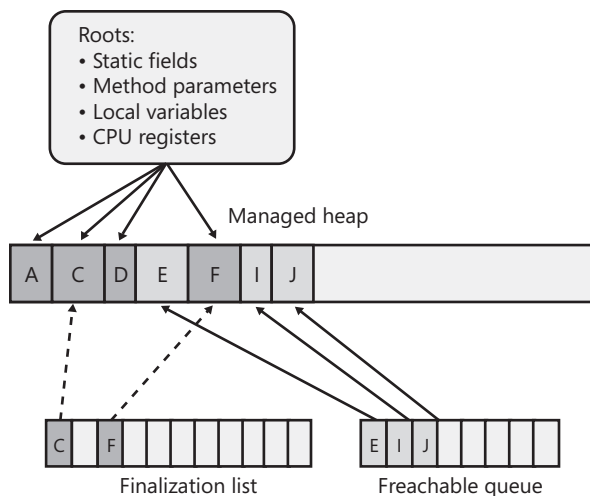 Roots:
• Static fields
• Method parameters
• Local variables
• CPU registers
Managed heap
A C D E F I J
C F
E I J
Finalization list
Freachable queue